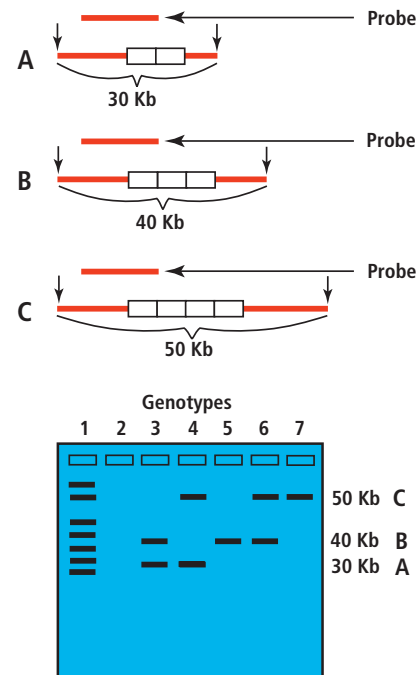 Probe
A
30 Kb
Probe
B
40 Kb
Probe
C
50 Kb
Genotypes
1 2 3 4 5 6 7
50 Kb C
40 Kb B
30 Kb A